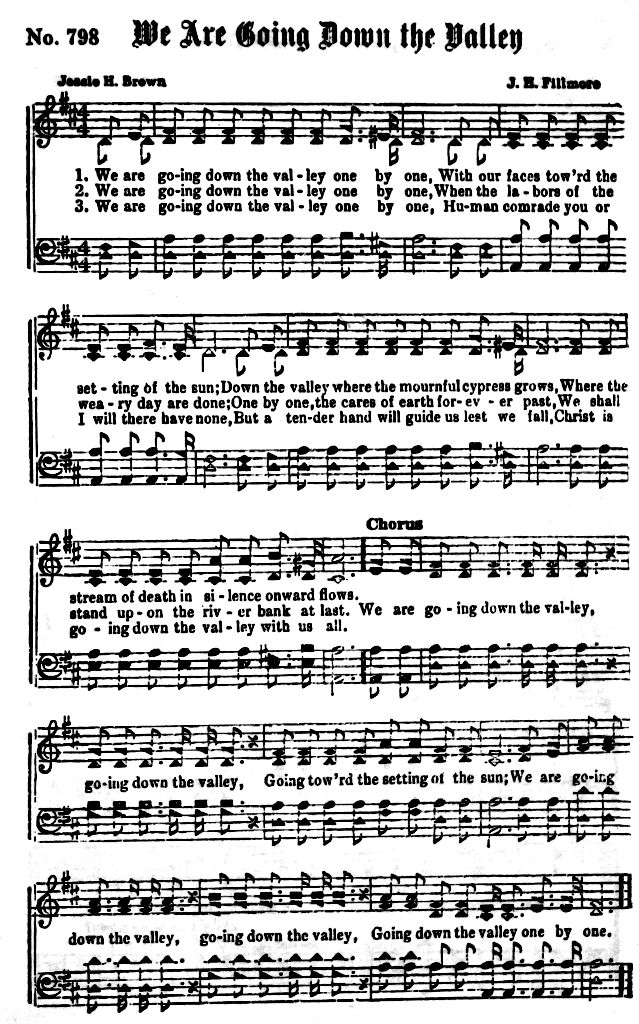 No. 798 We Are Going Down the Valley
Jessie H. Brown J. H. Fillmore
1. We are go-ing down the val-ley one by one, With our faces tow'rd the
2. We are go-ing down the val-ley one by one, When the la-bors of the
3. We are go-ing down the val-ley one by one, Hu-man comrade you or
set-ting of the sun; Down the valley where the mournful cypress grows, Where the
wea-ry day are done; One by one, the cares of earth for-ev-er past, We shall
I will there have none, But a ten-der hand will guide us lest we fall, Christ is
Chorus
stream of death in si-lence onward flows.
stand up-on the riv-er bank at last. We are go-ing down the val-ley,
go-ing down the val-ley with us all.
go-ing down the valley, Going tow'rd the setting of the sun; We are go-ing
down the valley, go-ing down the valley, Going down the valley one by one.